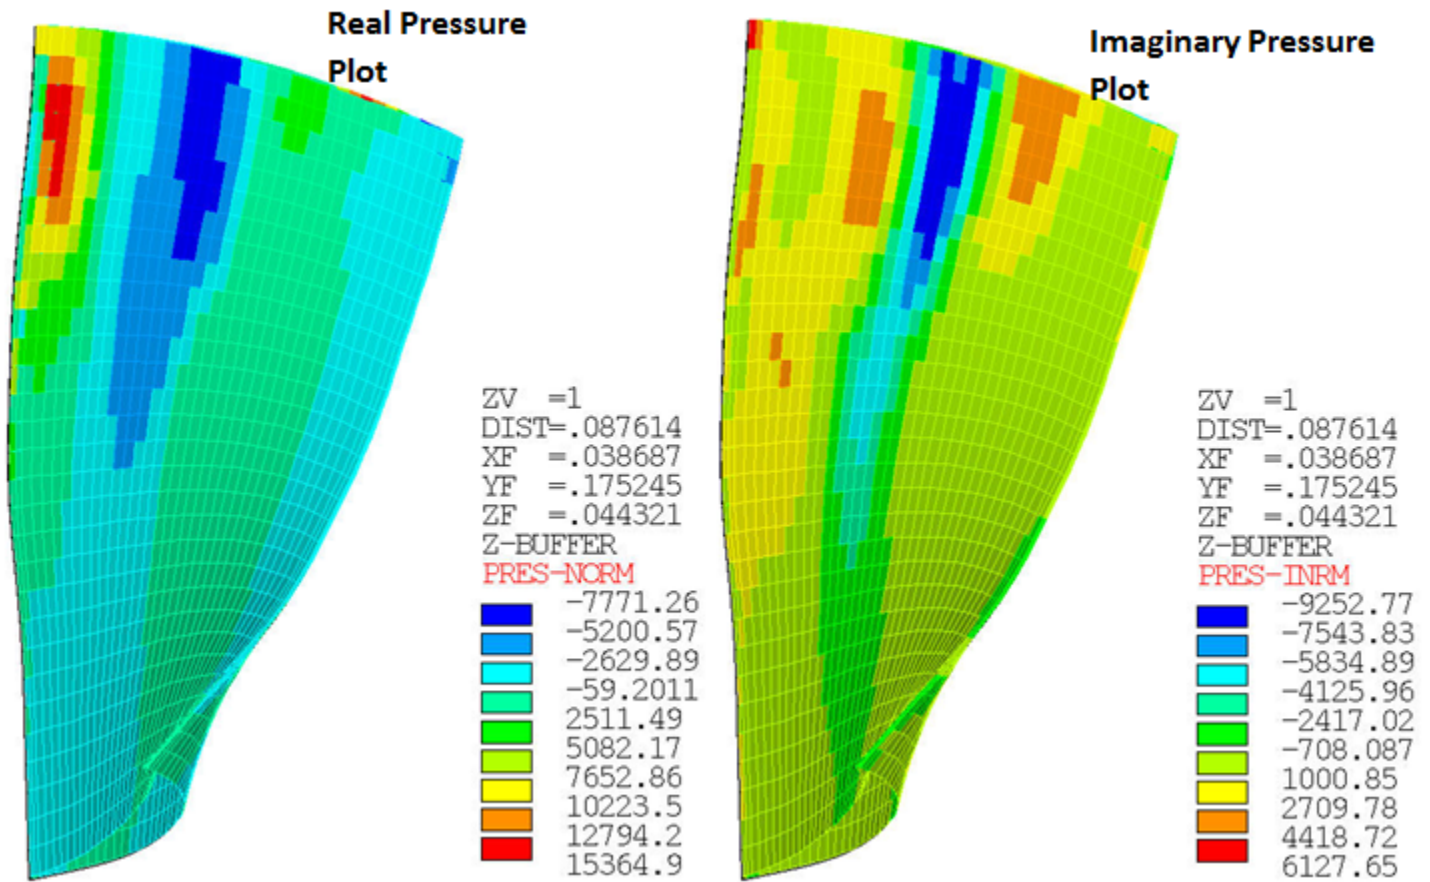 Real Pressure
Plot
ZV =1
DIST=.087614
XF =.038687
YF =.175245
ZF =.044321
Z-BUFFER
PRES-NORM
-7771.26
-5200.57
-2629.89
-59.2011
2511.49
5082.17
7652.86
10223.5
12794.2
15364.9
Imaginary Pressure
Plot
ZV =1
DIST=.087614
XF =.038687
YF =.175245
ZF =.044321
Z-BUFFER
PRES-INRM
-9252.77
-7543.83
-5834.89
-4125.96
-2417.02
-708.087
1000.85
2709.78
4418.72
6127.65